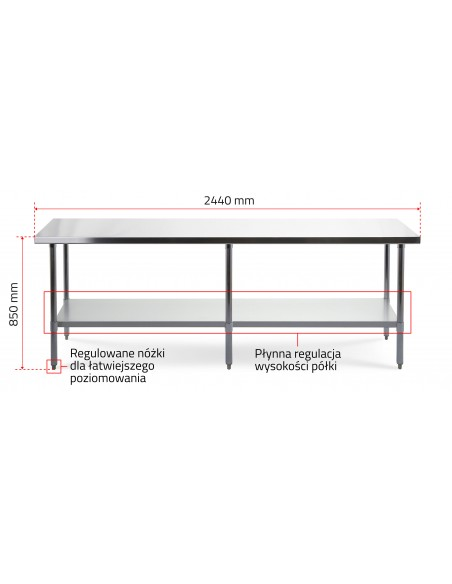 2440 mm
850 mm
Regulowane nóżki
dla łatwiejszego
poziomowania
Płynna regulacja
wysokości półki